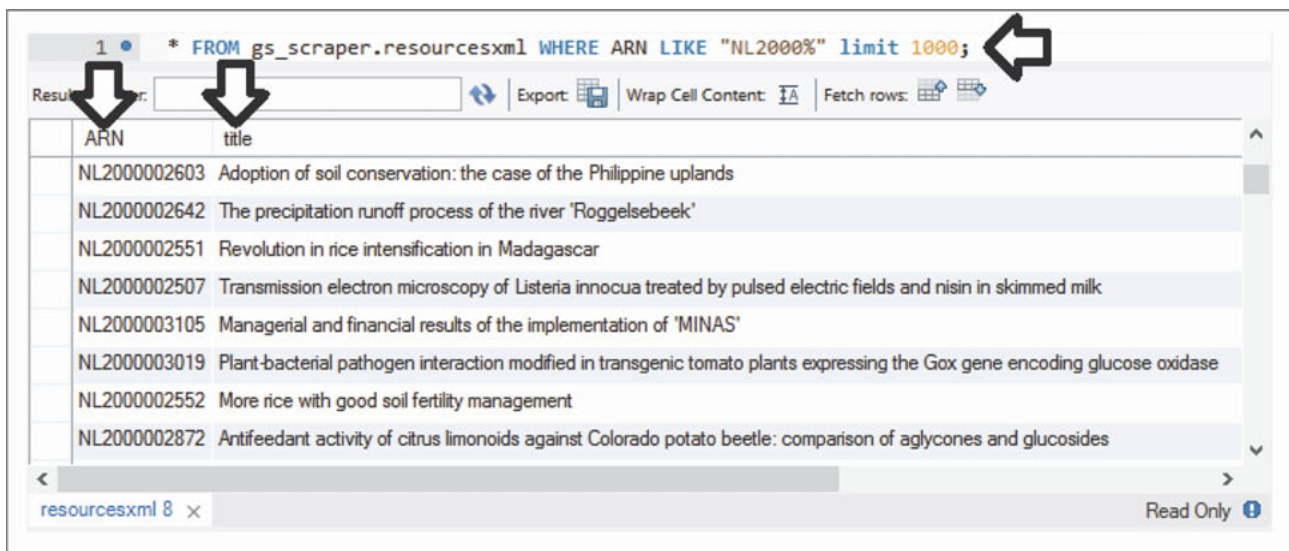 1 * FROM gs_scraper.resourcesxml WHERE ARN LIKE "NL2000%" limit 1000;
Export: Wrap Cell Content: Fetch rows:
ARN title
NL2000002603 Adoption of soil conservation: the case of the Philippine uplands
NL2000002642 The precipitation runoff process of the river 'Roggelsebeek'
NL2000002551 Revolution in rice intensification in Madagascar
NL2000002507 Transmission electron microscopy of Listeria innocua treated by pulsed electric fields and nisin in skimmed milk
NL2000003105 Managerial and financial results of the implementation of 'MINAS'
NL2000003019 Plant-bacterial pathogen interaction modified in transgenic tomato plants expressing the Gox gene encoding glucose oxidase
NL2000002552 More rice with good soil fertility management
NL2000002872 Antifeedant activity of citrus limonoids against Colorado potato beetle: comparison of aglycones and glucosides
resourcesxml 8 Read Only